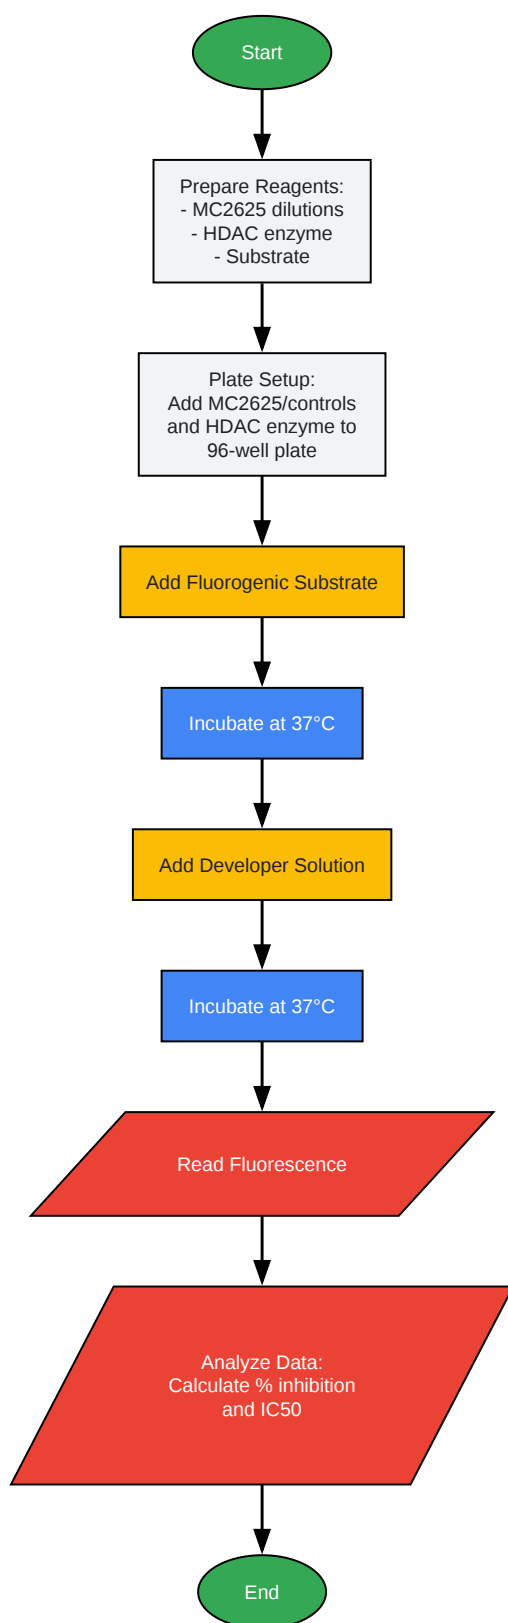 Start
Prepare Reagents:
- MC2625 dilutions
- HDAC enzyme
- Substrate
Plate Setup:
Add MC2625/controls
and HDAC enzyme to
96-well plate
Add Fluorogenic Substrate
Incubate at 37°C
Add Developer Solution
Incubate at 37°C
Read Fluorescence
Analyze Data:
Calculate % inhibition
and IC50
End